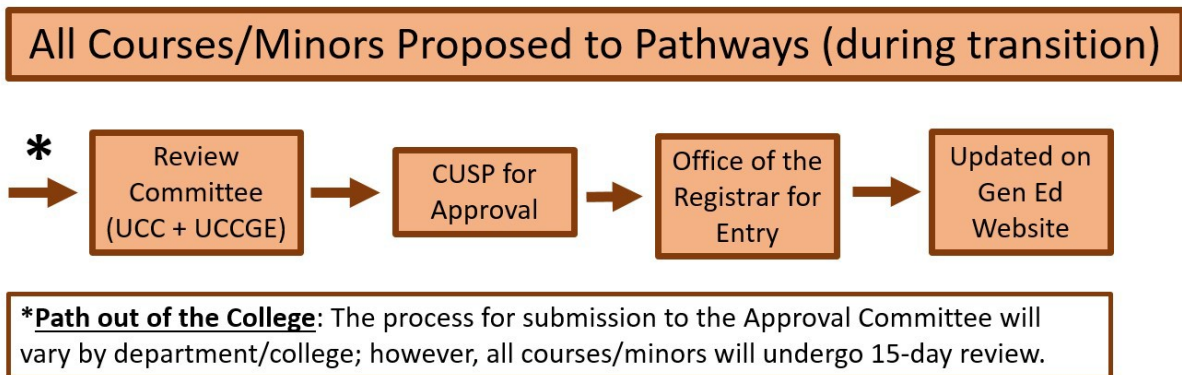 All Courses/Minors Proposed to Pathways (during transition)
*
Review
Committee
(UCC + UCCGE)
CUSP for
Approval
Office of the
Registrar for
Entry
Updated on
Gen Ed
Website
*Path out of the College: The process for submission to the Approval Committee will
vary by department/college; however, all courses/minors will undergo 15-day review.